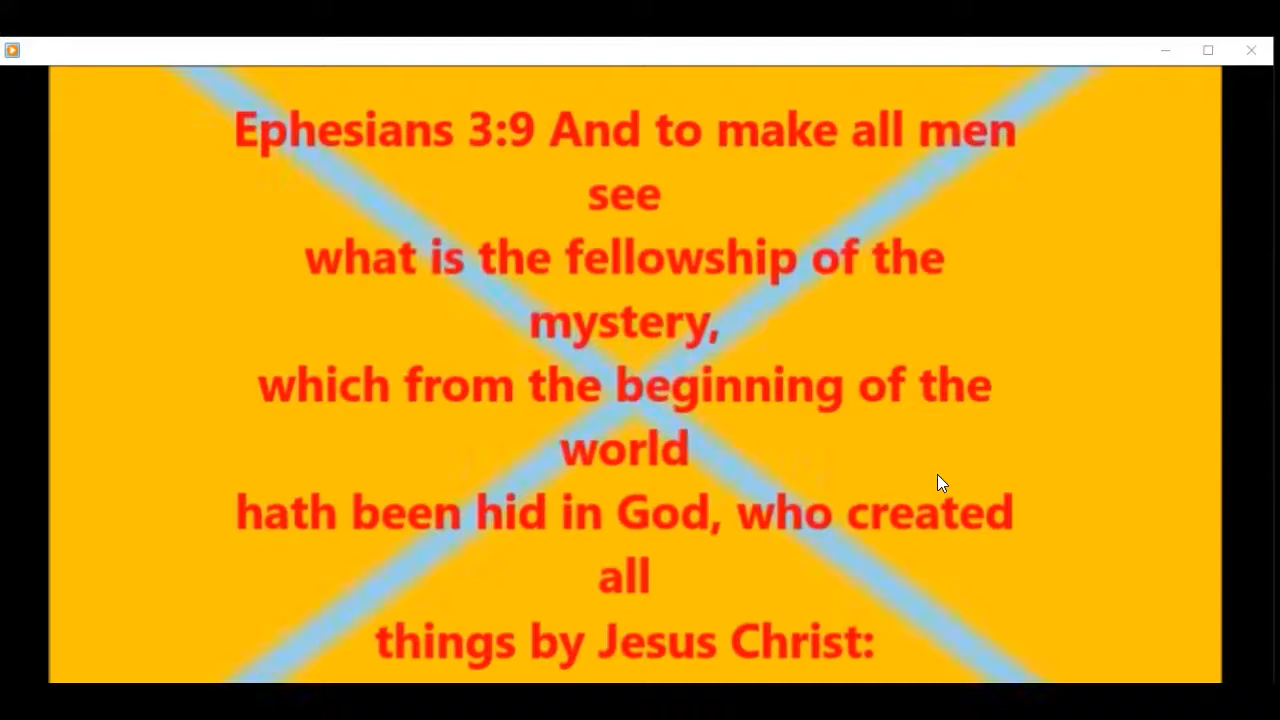 Ephesians 3:9 And to make all men
see
what is the fellowship of the
mystery,
which from the beginning of the
world
hath been hid in God, who created
all
things by Jesus Christ: